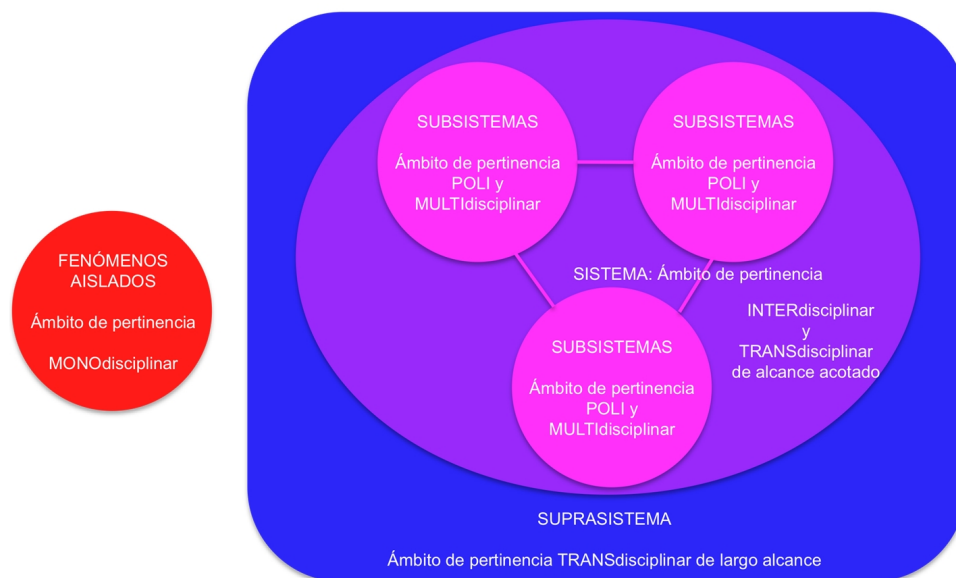 FENÓMENOS
AISLADOS
Ámbito de pertinencia
MONOdisciplinar
SUBSISTEMAS
Ámbito de pertinencia
POLI y
MULTIdisciplinar
SUBSISTEMAS
Ámbito de pertinencia
POLI y
MULTIdisciplinar
SISTEMA: Ámbito de pertinencia
INTERdisciplinar
y
TRANSdisciplinar
de alcance acotado
SUBSISTEMAS
Ámbito de pertinencia
POLI y
MULTIdisciplinar
SUPRASISTEMA
Ámbito de pertinencia TRANSdisciplinar de largo alcance